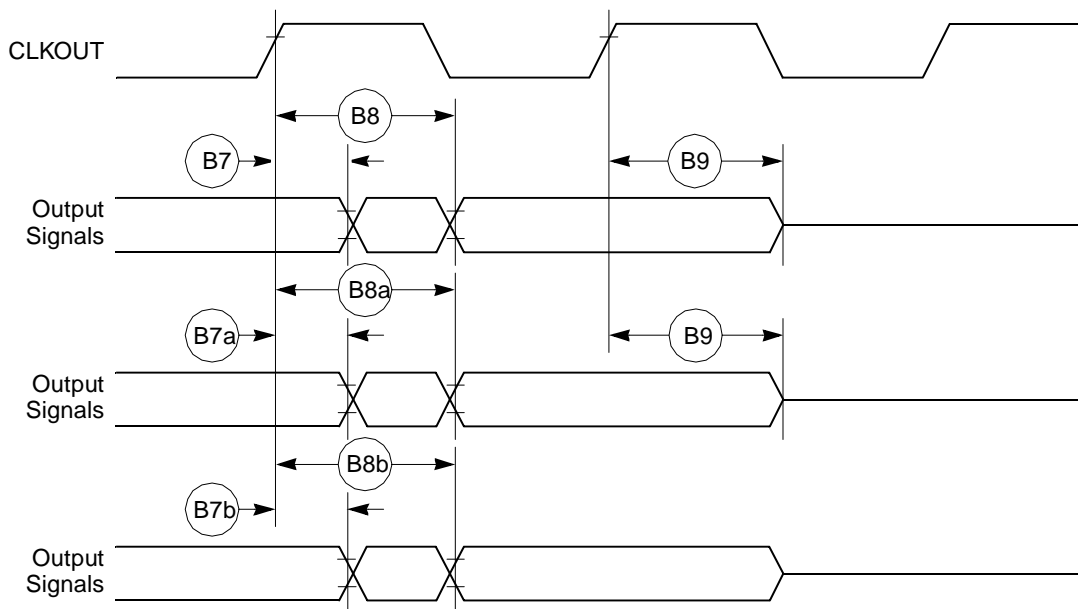 CLKOUT
B8
B7
B9
Output
Signals
B8a
B7a
B9
Output
Signals
B8b
B7b
Output
Signals